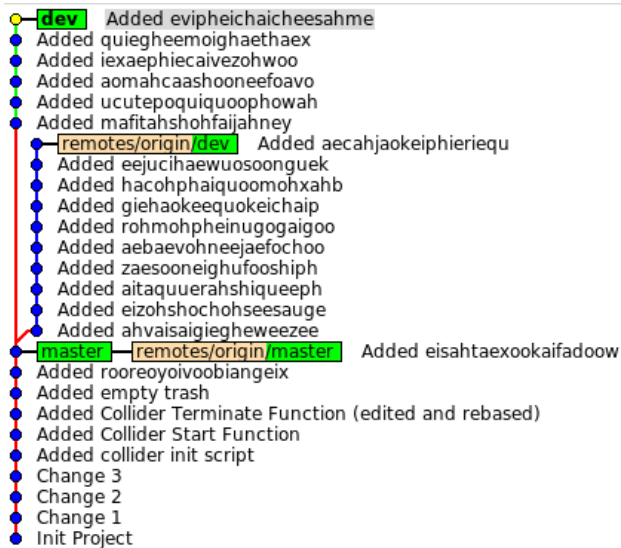 dev Added evipheichaicheesahme
Added quiegheemoighaethaex
Added iexaephiecaivezohwoo
Added aomahcaashooneefoavo
Added ucutepoquiquoophowah
Added mafitahshohfaijahney
remotes/origin/dev Added aecahjaokeiphieriequ
Added eejucihaewuosoonguek
Added hacohphaiquoomohxahb
Added giehaokeequokeichaip
Added rohmohpheinugogaigoo
Added aebaevohneejaefochoo
Added zaesooneighufooshiph
Added aitaquuerahshiqueeph
Added eizohshochohseesauge
Added ahvaisaigiegheweezee
master remotes/origin/master Added eisahtaexookaifadoow
Added rooreoyoivoobiangeix
Added empty trash
Added Collider Terminate Function (edited and rebased)
Added Collider Start Function
Added collider init script
Change 3
Change 2
Change 1
Init Project